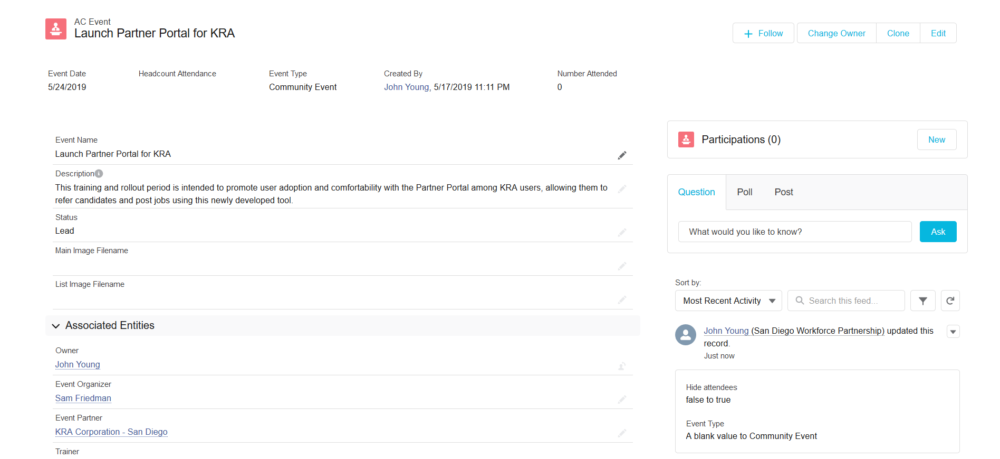 AC Event
Launch Partner Portal for KRA
Follow
Change Owner
Clone
Edit
Event Date
5/24/2019
Headcount Attendance
Event Type
Community Event
Created By
John Young, 5/17/2019 11:11 PM
Number Attended
0
Event Name
Launch Partner Portal for KRA
Description
This training and rollout period is intended to promote user adoption and comfortability with the Partner Portal among KRA users, allowing them to
refer candidates and post jobs using this newly developed tool.
Status
Lead
Main Image Filename
List Image Filename
Associated Entities
Owner
John Young
Event Organizer
Sam Friedman
Event Partner
KRA Corporation - San Diego
Trainer
Participations (0)
New
Question
Poll
Post
What would you like to know?
Ask
Sort by:
Most Recent Activity
Search this feed...
John Young (San Diego Workforce Partnership) updated this
record.
Just now
Hide attendees
false to true
Event Type
A blank value to Community Event